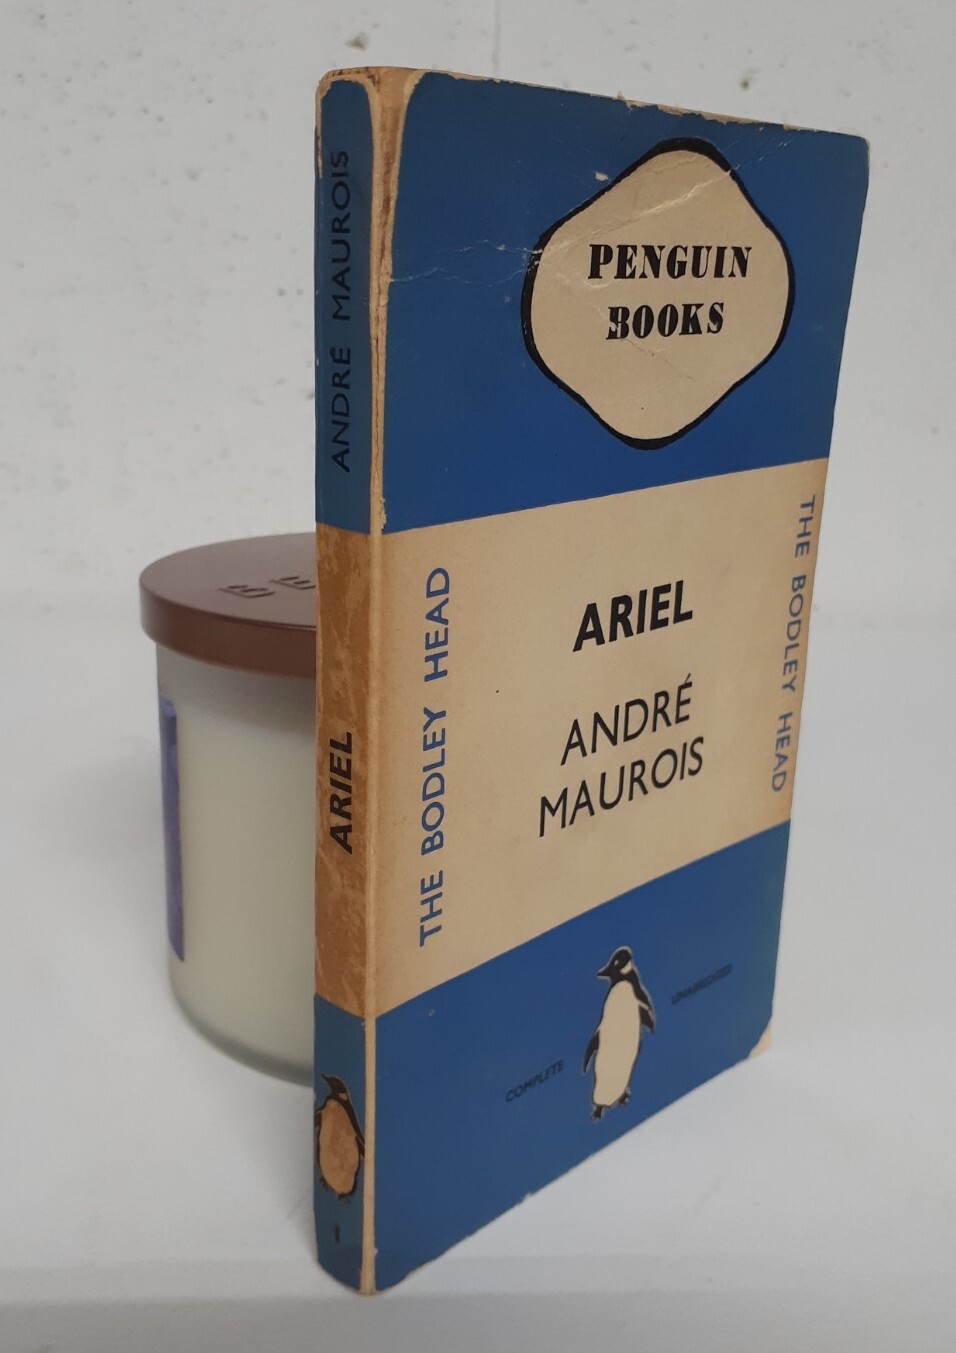 ANDRÉ MAUROIS
ARIEL
1
PENGUIN
BOOKS
THE BODLEY HEAD
ARIEL
ANDRÉ
MAUROIS
THE BODLEY HEAD
COMPLETE
UNABRIDGED